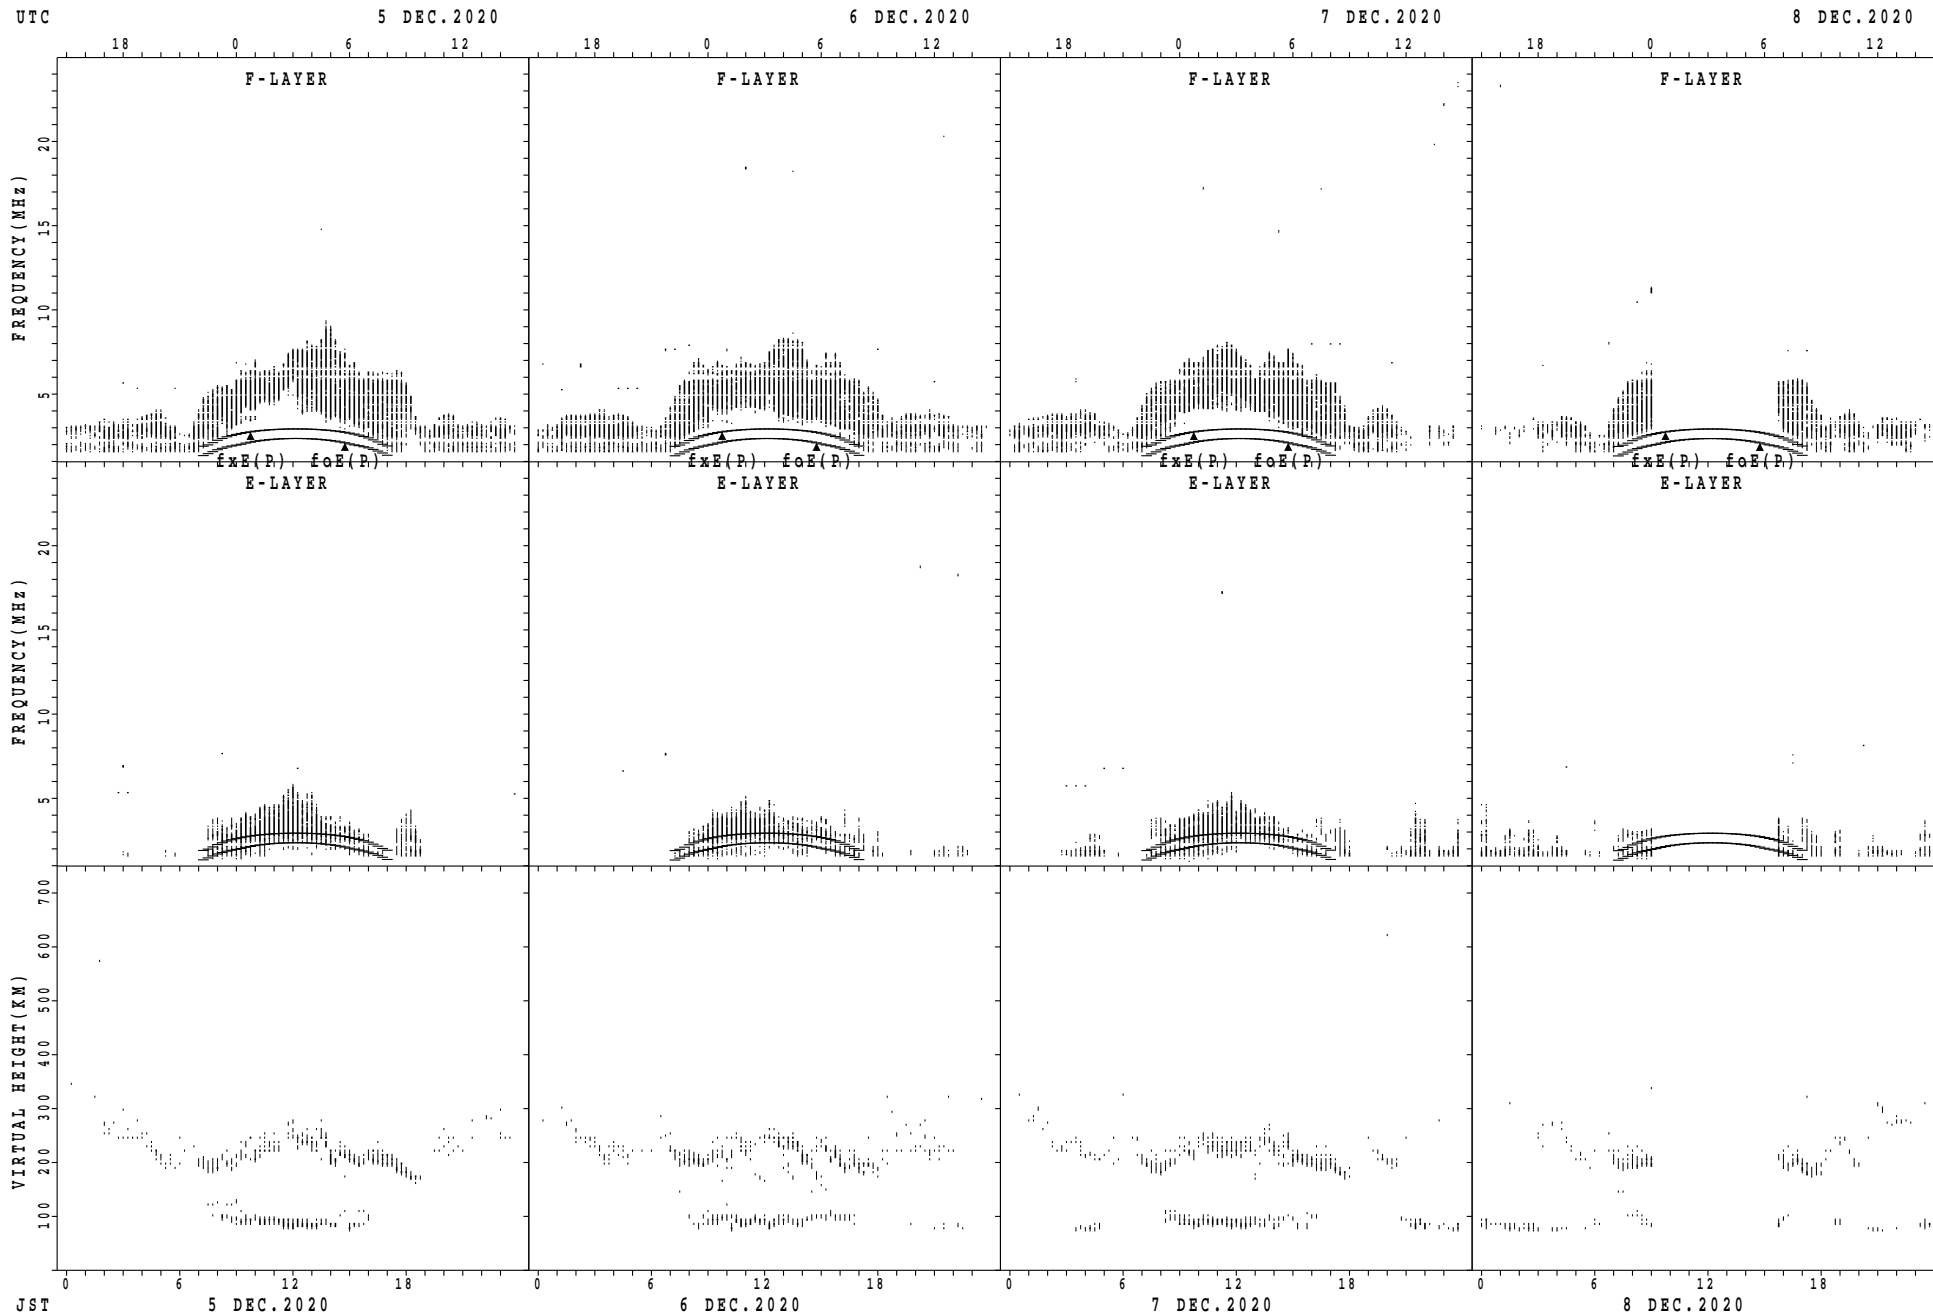 UTC 5 DEC.2020 6 DEC.2020 7 DEC.2020 8 DEC.2020
18 0 6 12 18 0 6 12 18 0 6 12 18 0 6 12
F-LAYER F-LAYER F-LAYER F-LAYER
FREQUENCY(MHz)
20
15
10
5
fxE(P) foE(P) fxE(P) foE(P) fxE(P) foE(P) fxE(P) foE(P)
E-LAYER E-LAYER E-LAYER E-LAYER
FREQUENCY(MHz)
20
15
10
5
VIRTUAL HEIGHT(KM)
700
600
500
400
300
200
100
0 6 12 18 0 6 12 18 0 6 12 18 0 6 12 18
JST 5 DEC.2020 6 DEC.2020 7 DEC.2020 8 DEC.2020